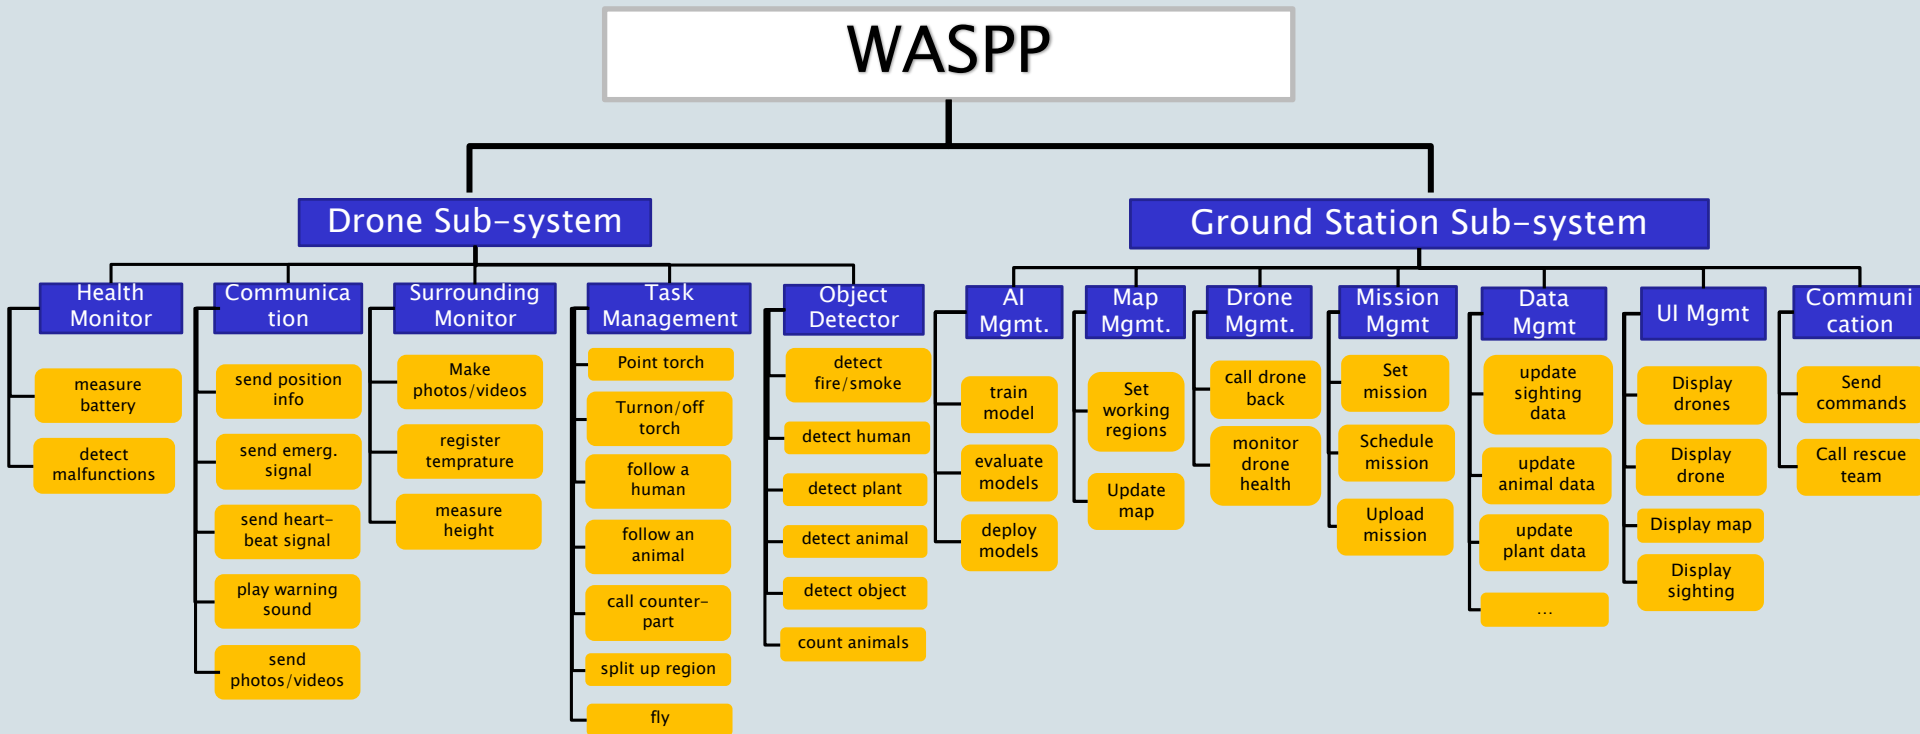 WASPP
Drone Sub-system
Ground Station Sub-system
Health
Monitor
measure
battery
detect
malfunctions
Communica
tion
send position
info
send emerg.
signal
send heart-
beat signal
play warning
sound
send
photos/videos
Surrounding
Monitor
Make
photos/videos
register
temprature
measure
height
Task
Management
Point torch
Turnon/off
torch
follow a
human
follow an
animal
call counter-
part
split up region
fly
Object
Detector
detect
fire/smoke
detect human
detect plant
detect animal
detect object
count animals
AI
Mgmt.
train
model
evaluate
models
deploy
models
Map
Mgmt.
Set
working
regions
Update
map
Drone
Mgmt.
call drone
back
monitor
drone
health
Mission
Mgmt
Set
mission
Schedule
mission
Upload
mission
Data
Mgmt
update
sighting
data
update
animal data
update
plant data
...
UI Mgmt
Display
drones
Display
drone
Display map
Display
sighting
Communi
cation
Send
commands
Call rescue
team